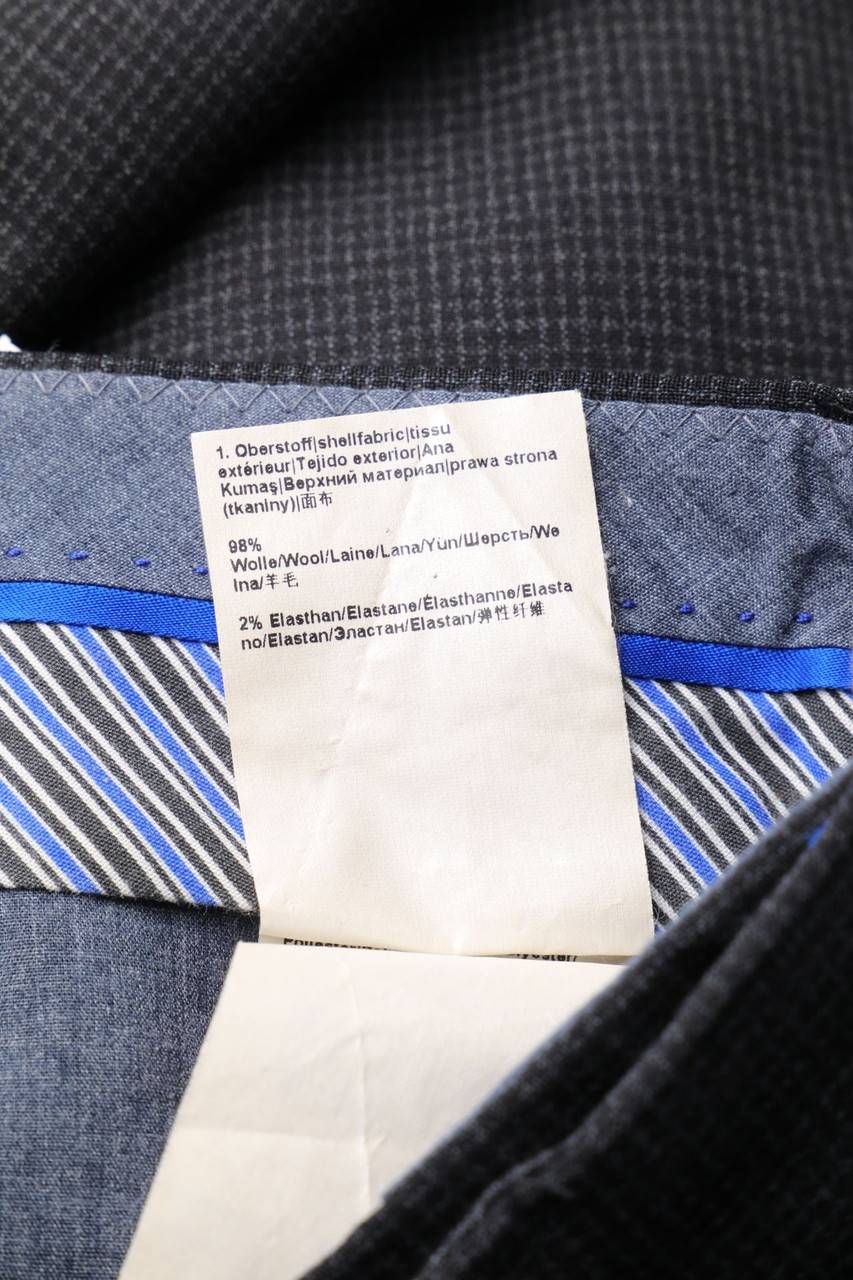 1. Oberstoff|shellfabric|tissu
extérieur|Tejido exterior|Ana
Kumaş|Верхний материал|prawa strona
(tkaniny)|面布
98%
Wolle/Wool/Laine/Lana/Yün/Шерсть/We
lna/羊毛
2% Elasthan/Elastane/Élasthanne/Elasta
no/Elastan/Эластан/Elastan/弹性纤维